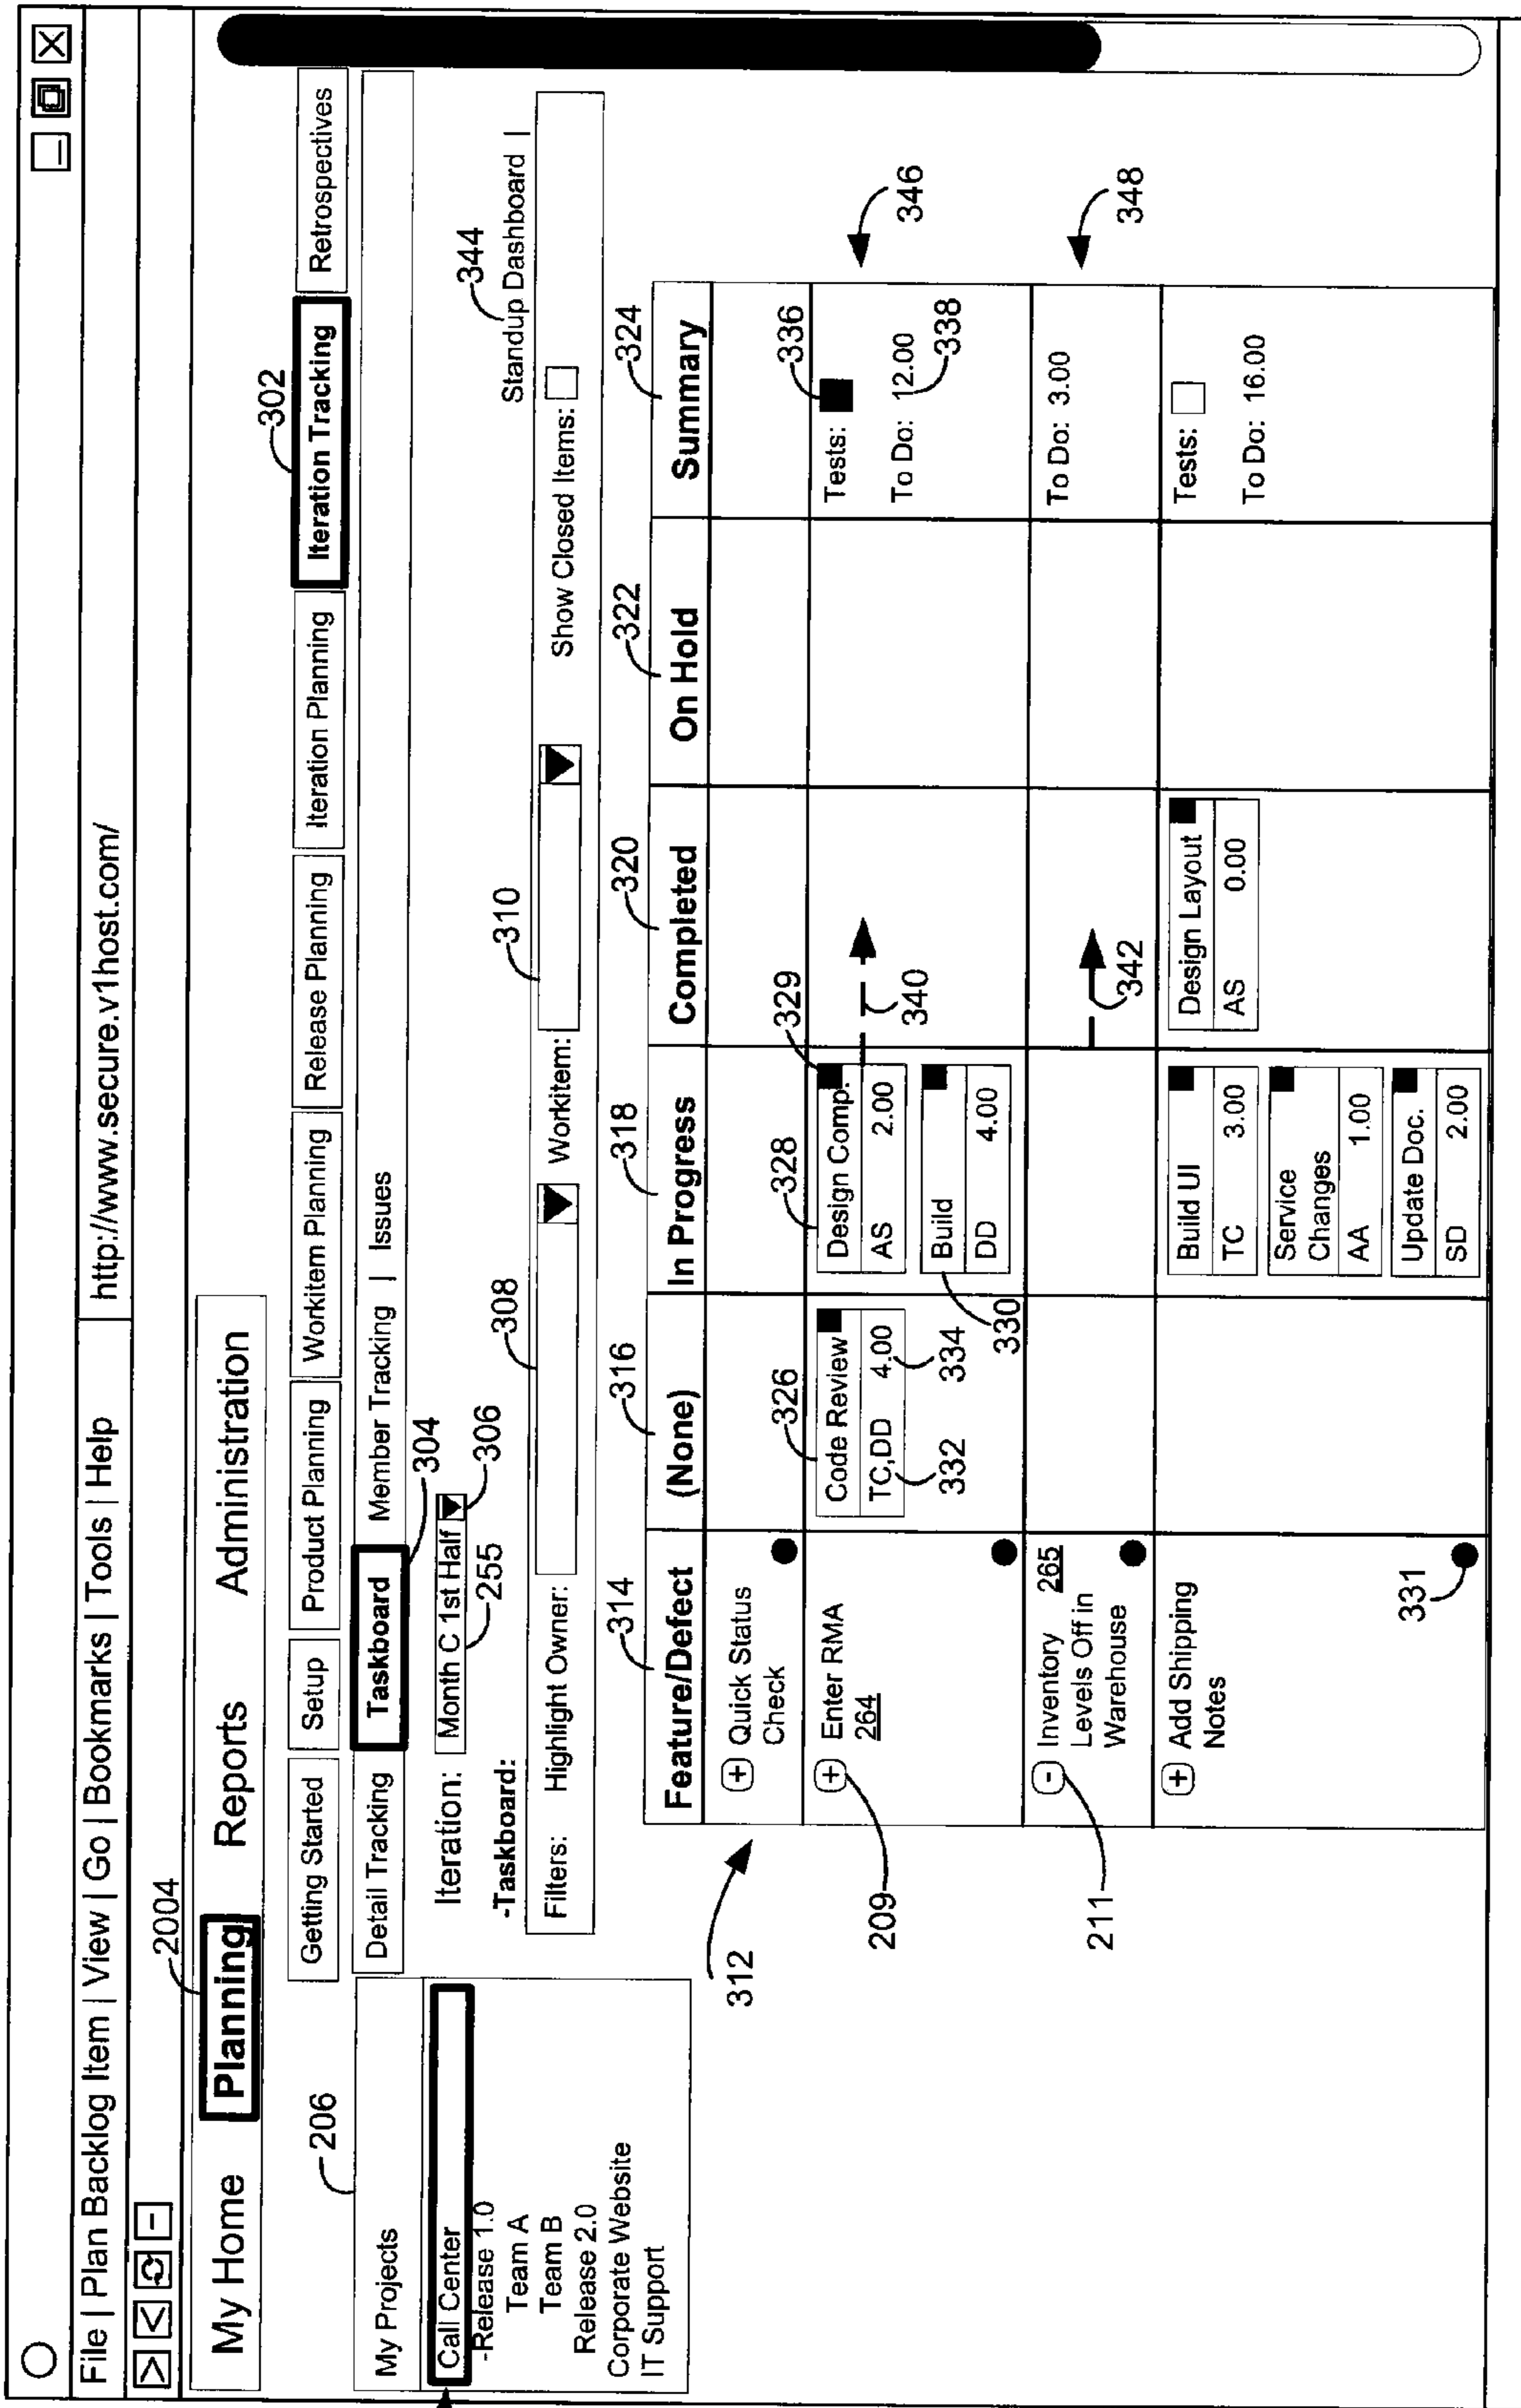 File | Plan Backlog Item | View | Go | Bookmarks | Tools | Help
http://www.secure.v1host.com/
2004
My Home Planning Reports Administration
302
Getting Started Setup Product Planning Workitem Planning Release Planning Iteration Planning Iteration Tracking Retrospectives
206
Detail Tracking Taskboard Member Tracking | Issues
304
My Projects
Call Center
-Release 1.0
Team A
Team B
Release 2.0
Corporate Website
IT Support
Iteration: Month C 1st Half
306
255
344
-Taskboard:
Standup Dashboard |
308
310
Filters: Highlight Owner: Workitem: Show Closed Items:
314 316 318 320 322 324
Feature/Defect (None) In Progress Completed On Hold Summary
312
+ Quick Status
Check
326 328 329 336
+ Enter RMA
264
209
Code Review
TC,DD 4.00
332 334
Design Comp.
AS 2.00
Build
DD 4.00
330
340
Tests:
To Do: 12.00
338
346
- Inventory 265
Levels Off in
Warehouse
211
342
To Do: 3.00
348
+ Add Shipping
Notes
331
Build UI
TC 3.00
Service
Changes
AA 1.00
Update Doc.
SD 2.00
Design Layout
AS 0.00
Tests:
To Do: 16.00